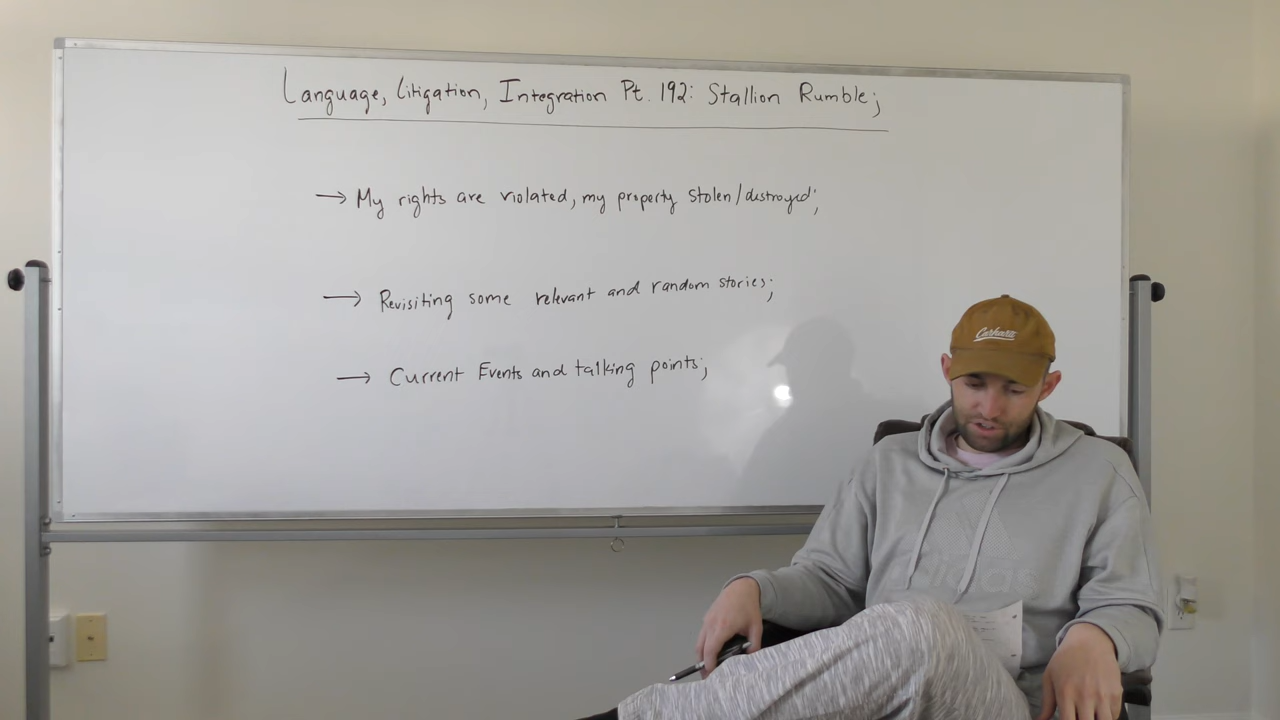 Language, Litigation, Integration Pt. 192: Stallion Rumble;
→ My rights are violated, my property stolen/destroyed;
→ Revisiting some relevant and random stories;
→ Current Events and talking points;
Carhartt
adidas